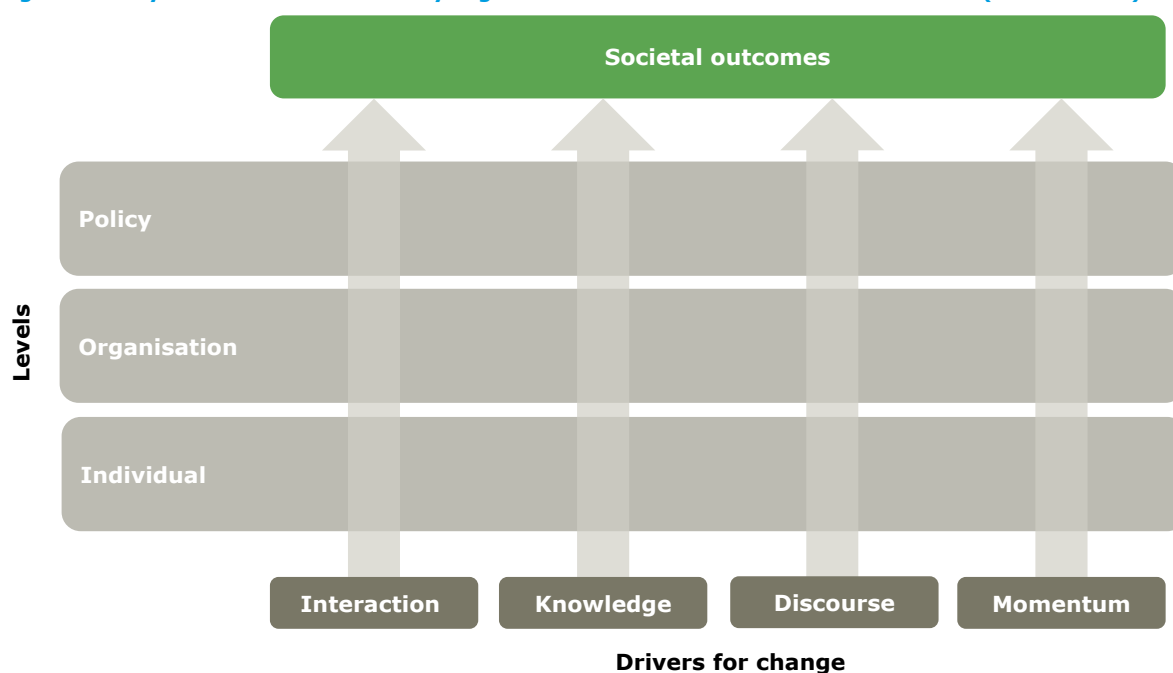 Societal outcomes
Policy
Levels
Organisation
Individual
Interaction
Knowledge
Discourse
Momentum
Drivers for change